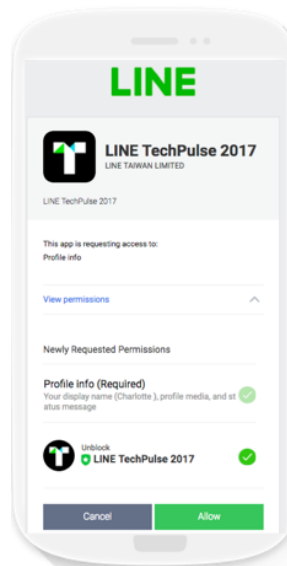 LINE
LINE TechPulse 2017
LINE TAIWAN LIMITED
LINE TechPulse 2017
This app is requesting access to:
Profile info
View permissions
Newly Requested Permissions
Profile info (Required)
Your display name (Charlotte ), profile media, and st
atus message
Unblock
LINE TechPulse 2017
Cancel
Allow